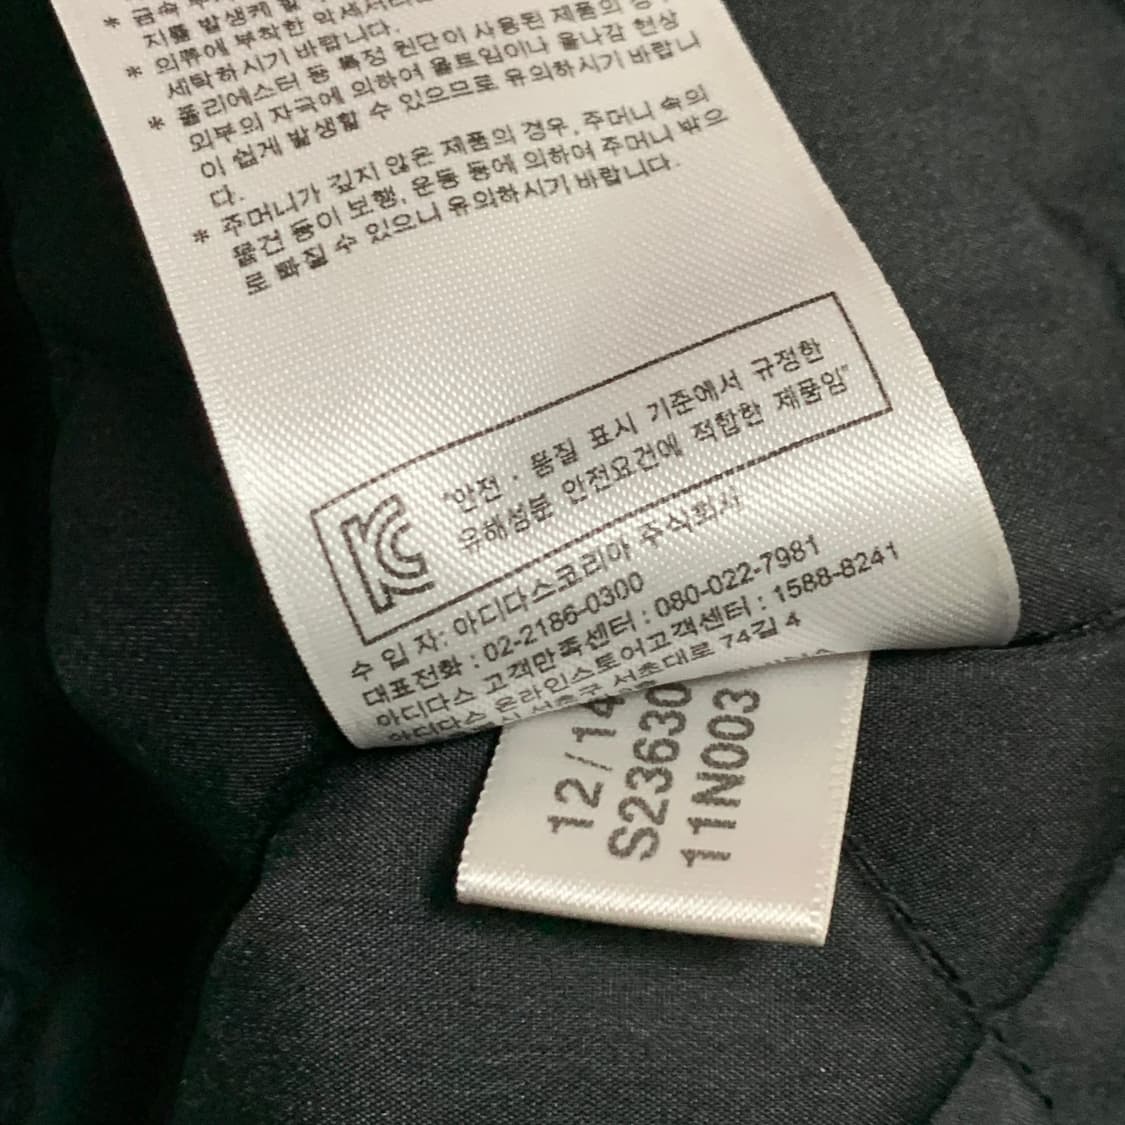 * 금속
지를 발생케 할
* 의류에 부착한 악세서리
세탁하시기 바랍니다.
* 폴리에스터 등 특정 원단이 사용된 제품의 경우
외부의 자극에 의하여 올트임이나 올나감 현상
이 쉽게 발생할 수 있으므로 유의하시기 바랍니
다.
* 주머니가 깊지 않은 제품의 경우, 주머니 속의
물건 등이 보행, 운동 등에 의하여 주머니 밖으
로 빠질 수 있으니 유의하시기 바랍니다.
KC
"안전 · 품질 표시 기준에서 규정한
유해성분 안전요건에 적합한 제품임"
수 입 자: 아디다스코리아 주식회사
대표전화 : 02-2186-0300
아디다스 고객만족센터 : 080-022-7981
아디다스 온라인스토어고객센터 : 1588-8241
서초구 서초대로 74길 4
12/14
S23630
11N003